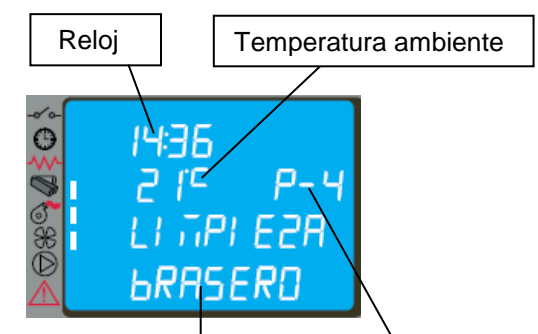 Reloj
Temperatura ambiente
14:36
21°C P-4
LIMPIEZA
bRASERO